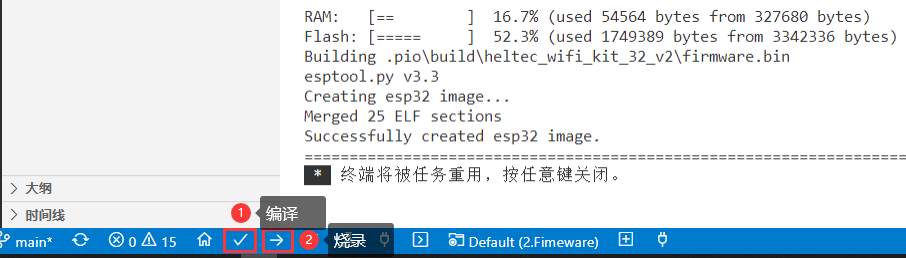 RAM:   [==        ]  16.7% (used 54564 bytes from 327680 bytes)
Flash: [=====     ]  52.3% (used 1749389 bytes from 3342336 bytes)
Building .pio\build\heltec_wifi_kit_32_v2\firmware.bin
esptool.py v3.3
Creating esp32 image...
Merged 25 ELF sections
Successfully created esp32 image.
================================================================================
* 终端将被任务重用，按任意键关闭。
大纲
时间线
1 编译
main* 0 15 2 烧录 Default (2.Fimeware)